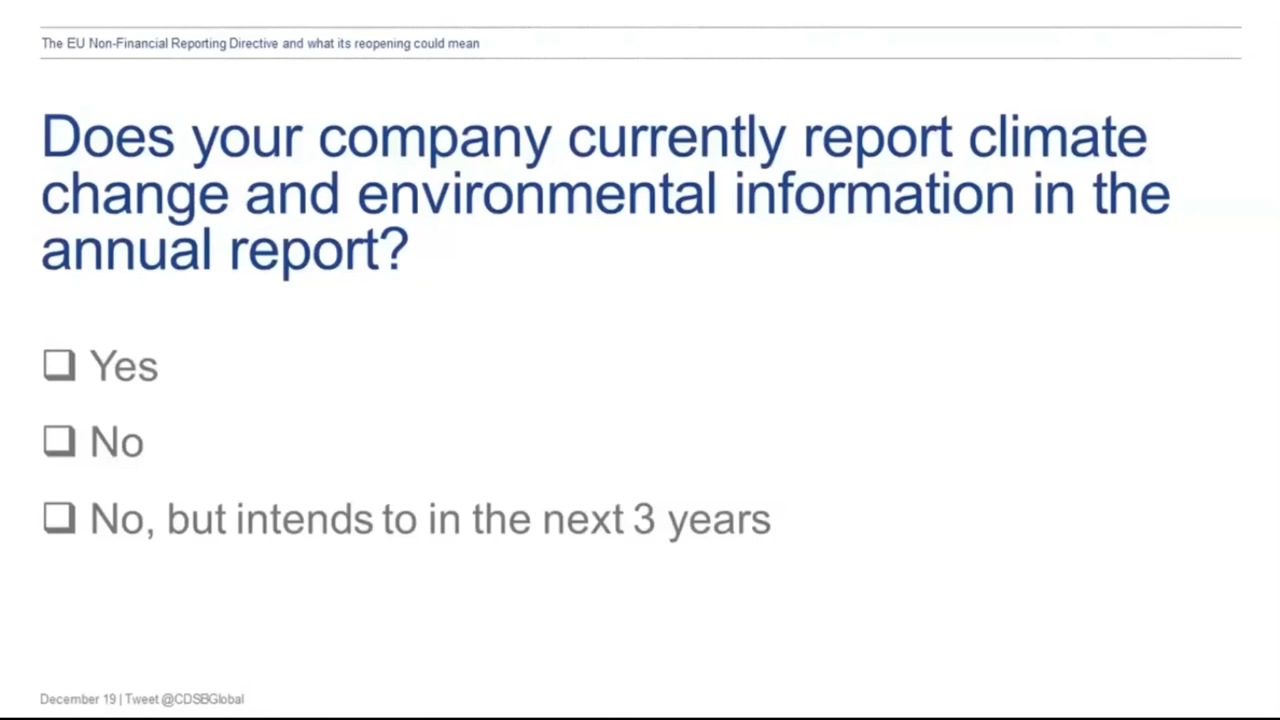 The EU Non-Financial Reporting Directive and what its reopening could mean
Does your company currently report climate
change and environmental information in the
annual report?
Yes
No
No, but intends to in the next 3 years
December 19 | Tweet @CDSBGlobal